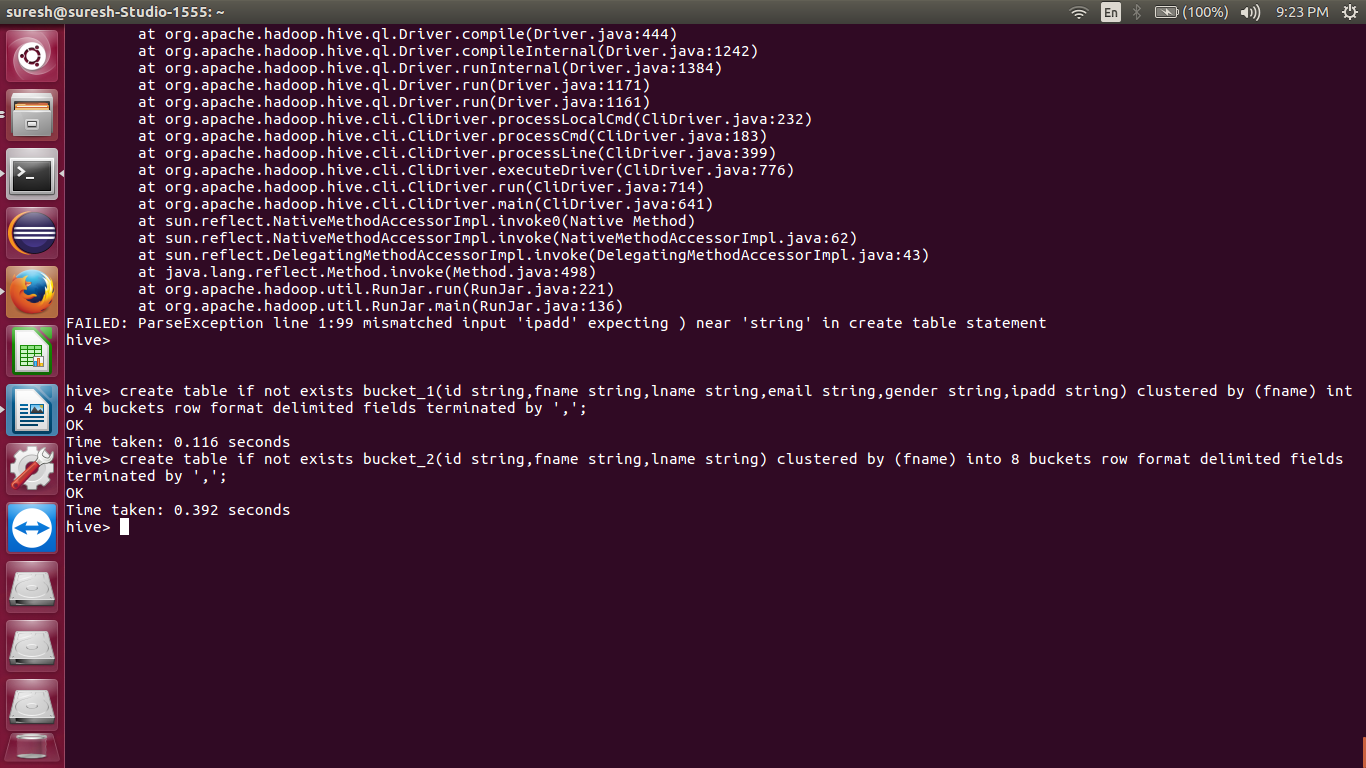 suresh@suresh-Studio-1555: ~
En
(100%)
9:23 PM
at org.apache.hadoop.hive.ql.Driver.compile(Driver.java:444)
at org.apache.hadoop.hive.ql.Driver.compileInternal(Driver.java:1242)
at org.apache.hadoop.hive.ql.Driver.runInternal(Driver.java:1384)
at org.apache.hadoop.hive.ql.Driver.run(Driver.java:1171)
at org.apache.hadoop.hive.ql.Driver.run(Driver.java:1161)
at org.apache.hadoop.hive.cli.CliDriver.processLocalCmd(CliDriver.java:232)
at org.apache.hadoop.hive.cli.CliDriver.processCmd(CliDriver.java:183)
at org.apache.hadoop.hive.cli.CliDriver.processLine(CliDriver.java:399)
at org.apache.hadoop.hive.cli.CliDriver.executeDriver(CliDriver.java:776)
at org.apache.hadoop.hive.cli.CliDriver.run(CliDriver.java:714)
at org.apache.hadoop.hive.cli.CliDriver.main(CliDriver.java:641)
at sun.reflect.NativeMethodAccessorImpl.invoke0(Native Method)
at sun.reflect.NativeMethodAccessorImpl.invoke(NativeMethodAccessorImpl.java:62)
at sun.reflect.DelegatingMethodAccessorImpl.invoke(DelegatingMethodAccessorImpl.java:43)
at java.lang.reflect.Method.invoke(Method.java:498)
at org.apache.hadoop.util.RunJar.run(RunJar.java:221)
at org.apache.hadoop.util.RunJar.main(RunJar.java:136)
FAILED: ParseException line 1:99 mismatched input 'ipadd' expecting ) near 'string' in create table statement
hive>
hive> create table if not exists bucket_1(id string,fname string,lname string,email string,gender string,ipadd string) clustered by (fname) int
o 4 buckets row format delimited fields terminated by ',';
OK
Time taken: 0.116 seconds
hive> create table if not exists bucket_2(id string,fname string,lname string) clustered by (fname) into 8 buckets row format delimited fields
terminated by ',';
OK
Time taken: 0.392 seconds
hive>